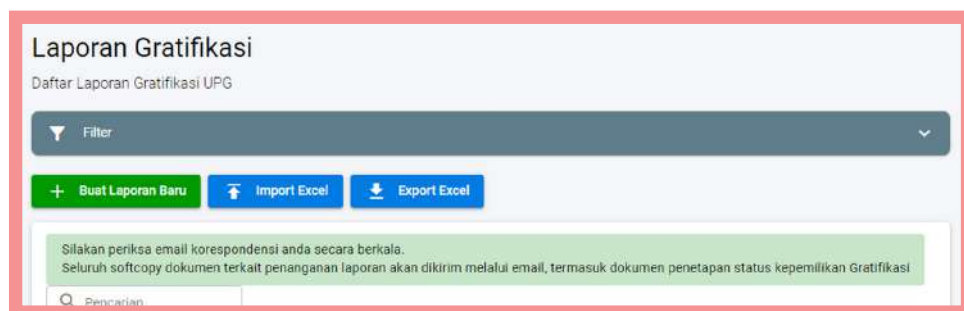 Laporan Gratifikasi
Daftar Laporan Gratifikasi UPG
Filter
Buat Laporan Baru Import Excel Export Excel
Silakan periksa email korespondensi anda secara berkala.
Seluruh softcopy dokumen terkait penanganan laporan akan dikirim melalui email, termasuk dokumen penetapan status kepemilikan Gratifikasi
Pencarian